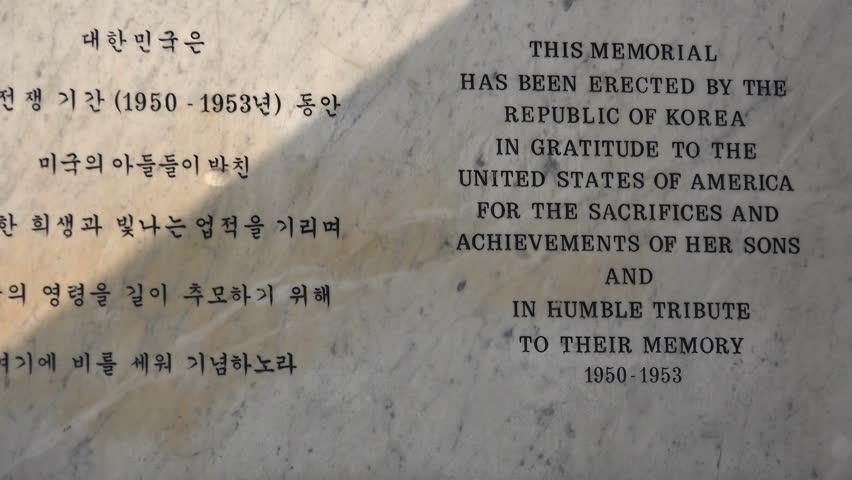 대한민국은
전쟁 기간 (1950 - 1953년) 동안
미국의 아들들이 바친
한 희생과 빛나는 업적을 기리며
의 영령을 길이 추모하기 위해
여기에 비를 세워 기념하노라
THIS MEMORIAL
HAS BEEN ERECTED BY THE
REPUBLIC OF KOREA
IN GRATITUDE TO THE
UNITED STATES OF AMERICA
FOR THE SACRIFICES AND
ACHIEVEMENTS OF HER SONS
AND
IN HUMBLE TRIBUTE
TO THEIR MEMORY
1950-1953